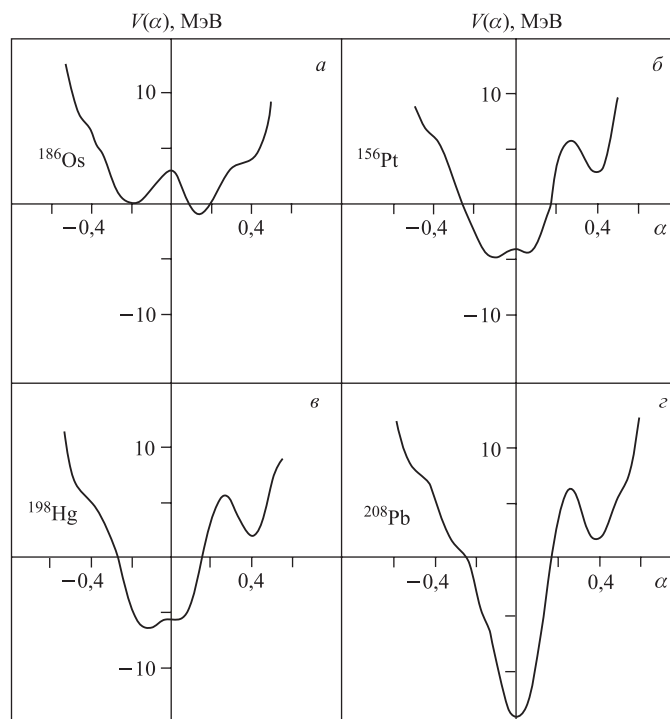 V(α), МэВ V(α), МэВ
а б
10 10
¹⁸⁶Os ¹⁵⁶Pt
−0,4 0,4 −0,4 0,4 α
−10 −10
в г
10 10
¹⁹⁸Hg ²⁰⁸Pb
−0,4 0,4 −0,4 0,4 α
−10 −10